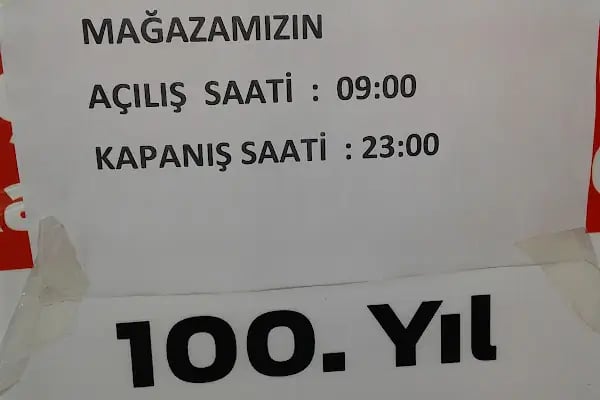 MAĞAZAMIZIN
AÇILIŞ SAATİ : 09:00
KAPANIŞ SAATİ : 23:00
100. Yıl